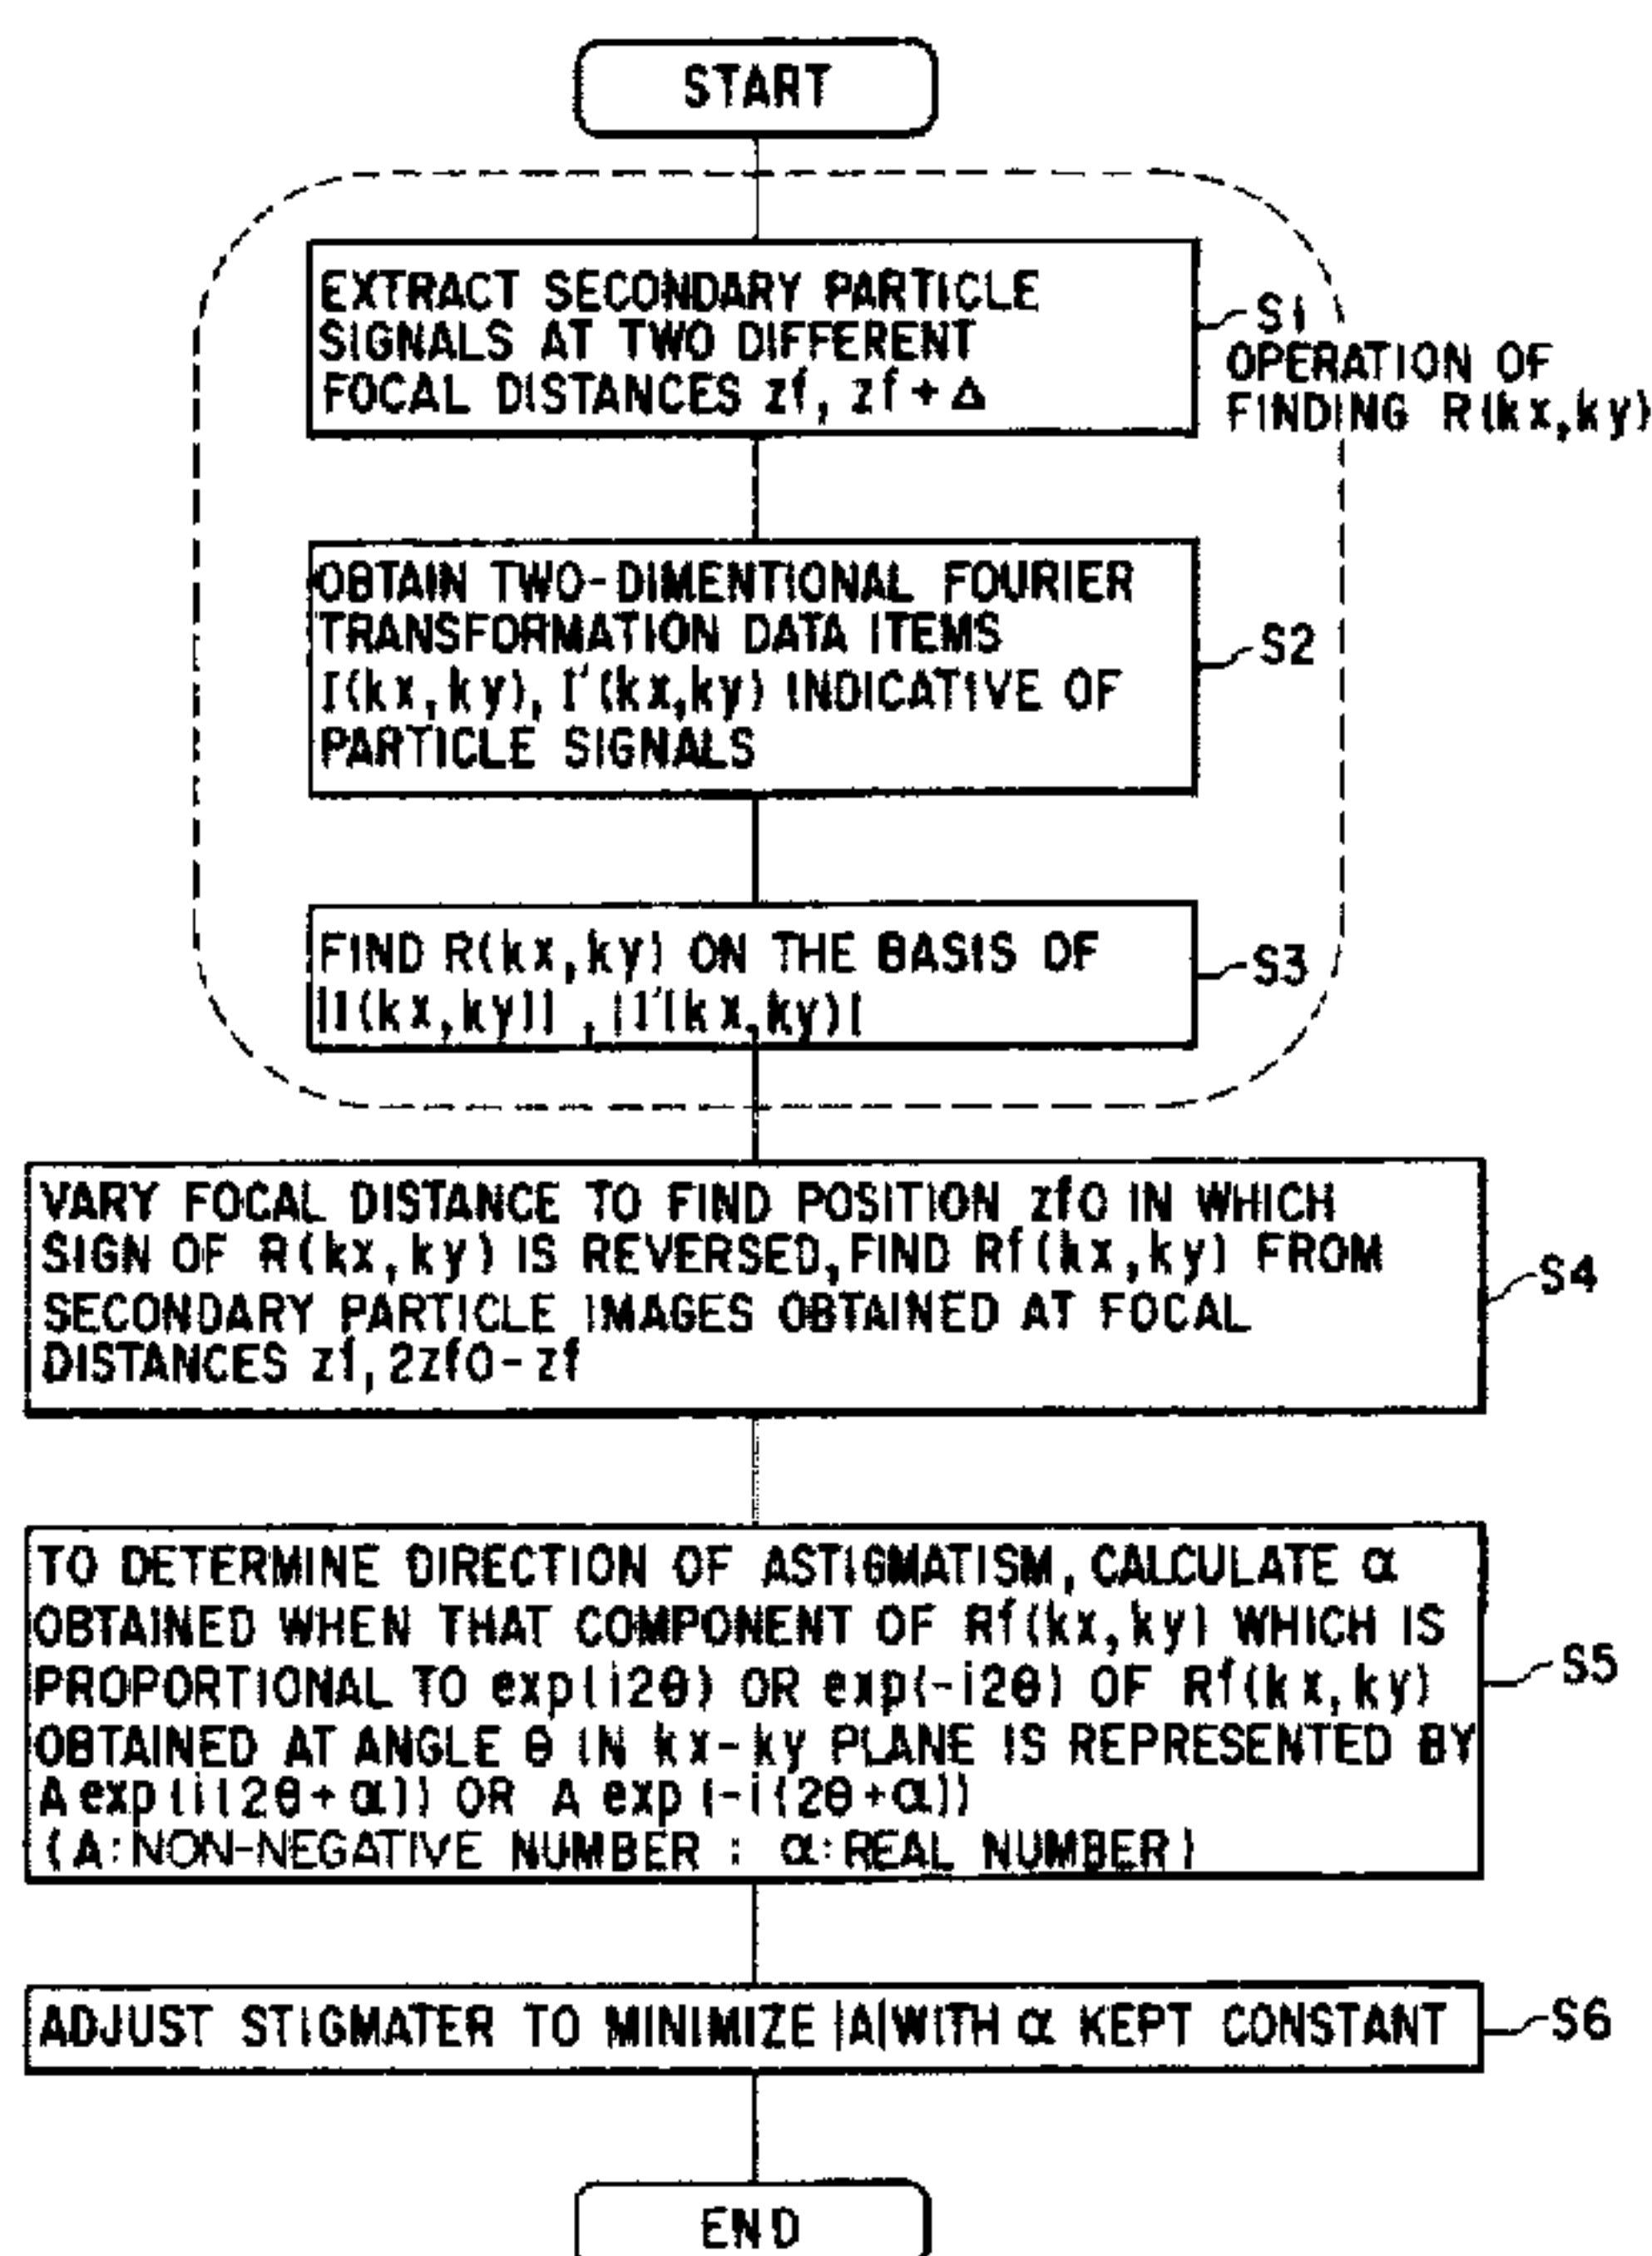 START
EXTRACT SECONDARY PARTICLE
SIGNALS AT TWO DIFFERENT
FOCAL DISTANCES zf, zf+Δ
S1
OPERATION OF
FINDING R(kx,ky)
OBTAIN TWO-DIMENTIONAL FOURIER
TRANSFORMATION DATA ITEMS
I(kx,ky), I'(kx,ky) INDICATIVE OF
PARTICLE SIGNALS
S2
FIND R(kx,ky) ON THE BASIS OF
|I(kx,ky)|, |I'(kx,ky)|
S3
VARY FOCAL DISTANCE TO FIND POSITION zf0 IN WHICH
SIGN OF R(kx,ky) IS REVERSED, FIND Rf(kx,ky) FROM
SECONDARY PARTICLE IMAGES OBTAINED AT FOCAL
DISTANCES zf, 2zf0-zf
S4
TO DETERMINE DIRECTION OF ASTIGMATISM, CALCULATE α
OBTAINED WHEN THAT COMPONENT OF Rf(kx,ky) WHICH IS
PROPORTIONAL TO exp(i2θ) OR exp(-i2θ) OF Rf(kx,ky)
OBTAINED AT ANGLE θ IN kx-ky PLANE IS REPRESENTED BY
A exp(i(2θ+α)) OR A exp(-i(2θ+α))
(A:NON-NEGATIVE NUMBER : α:REAL NUMBER)
S5
ADJUST STIGMATER TO MINIMIZE |A| WITH α KEPT CONSTANT
S6
END